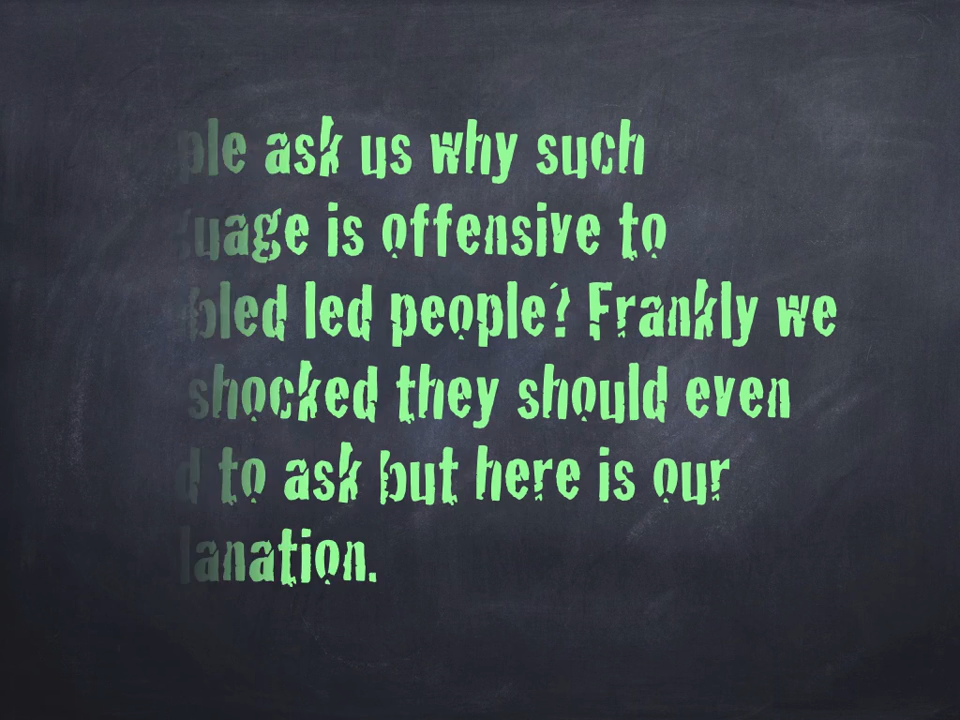 ple ask us why such
uage is offensive to
bled led people? Frankly we
shocked they should even
d to ask but here is our
lanation.